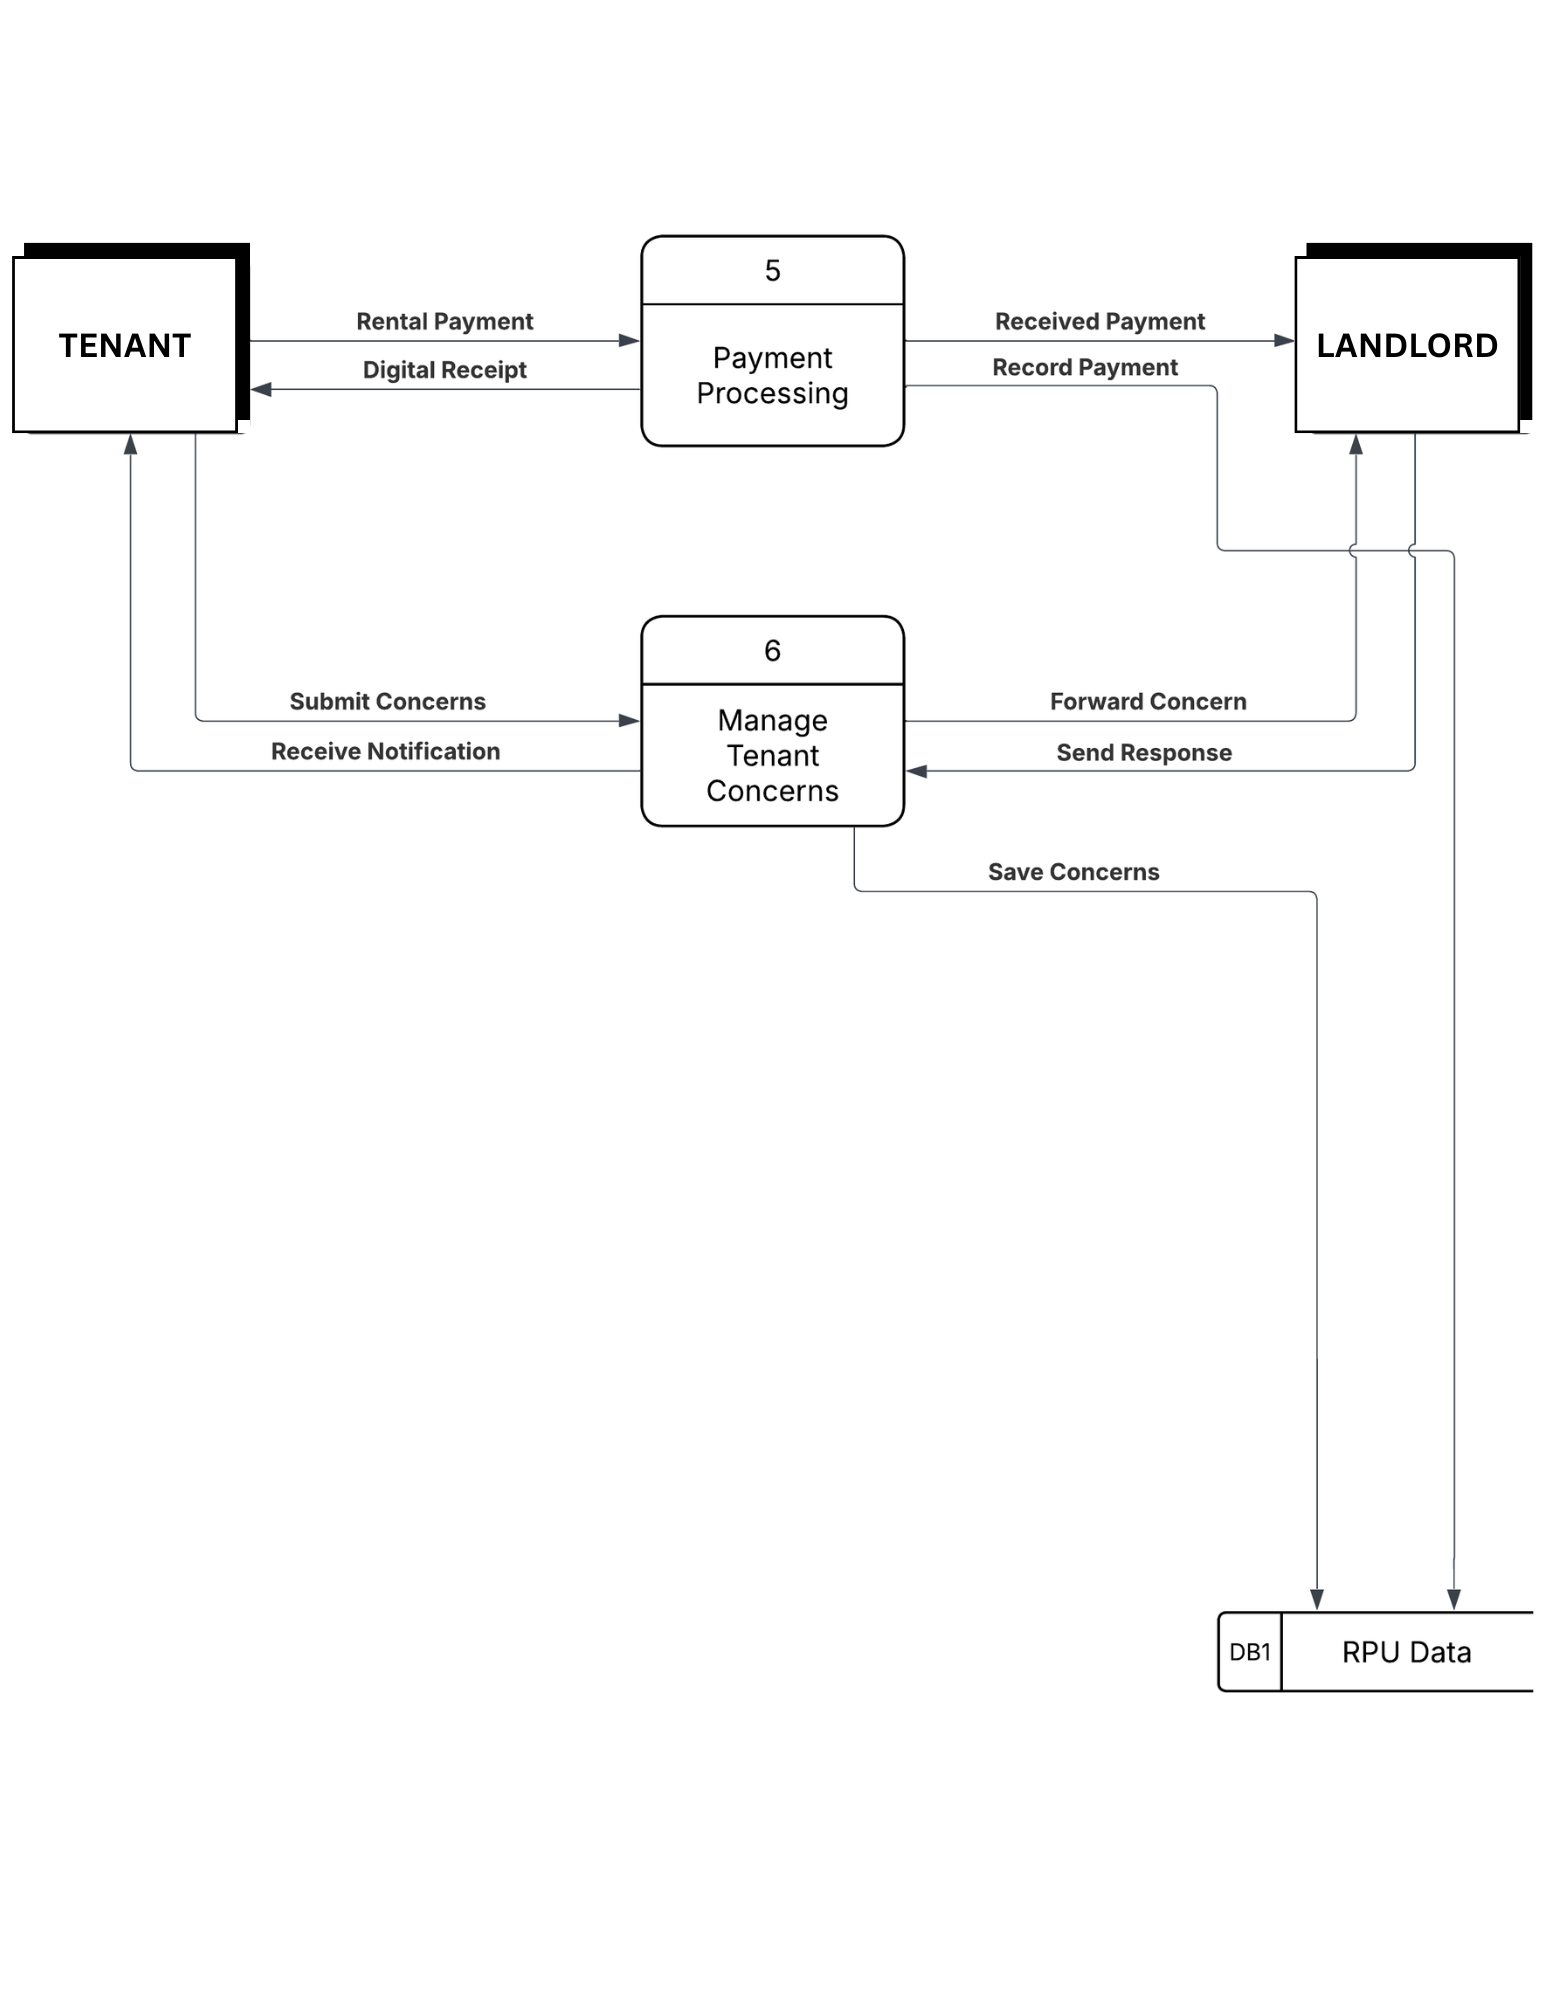 5
TENANT
Rental Payment
Digital Receipt
Payment
Processing
Received Payment
Record Payment
LANDLORD
6
Submit Concerns
Receive Notification
Manage
Tenant
Concerns
Forward Concern
Send Response
Save Concerns
DB1
RPU Data